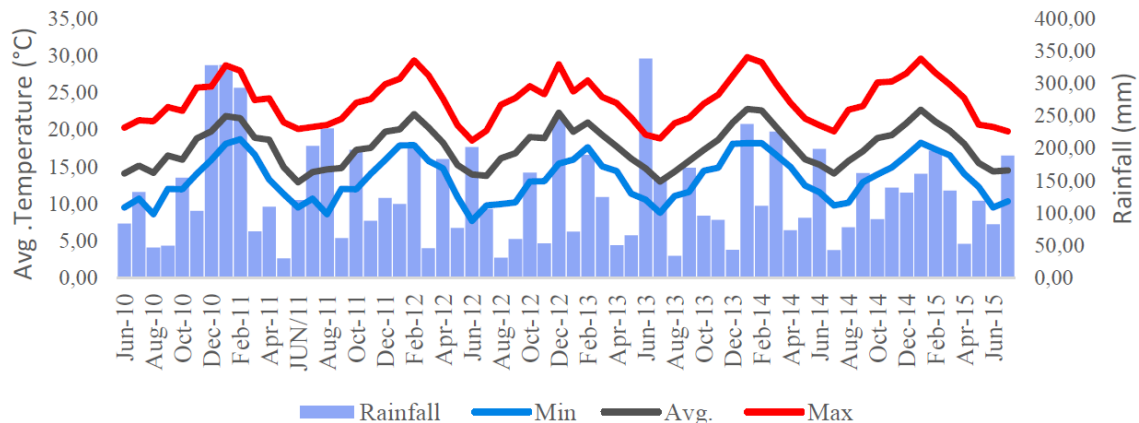 Avg .Temperature (°C)
35,00
30,00
25,00
20,00
15,00
10,00
5,00
0,00
400,00
350,00
300,00
250,00
200,00
150,00
100,00
50,00
0,00
Rainfall (mm)
Jun-10
Aug-10
Oct-10
Dec-10
Feb-11
Apr-11
JUN/11
Aug-11
Oct-11
Dec-11
Feb-12
Apr-12
Jun-12
Aug-12
Oct-12
Dec-12
Feb-13
Apr-13
Jun-13
Aug-13
Oct-13
Dec-13
Feb-14
Apr-14
Jun-14
Aug-14
Oct-14
Dec-14
Feb-15
Apr-15
Jun-15
Rainfall Min Avg. Max